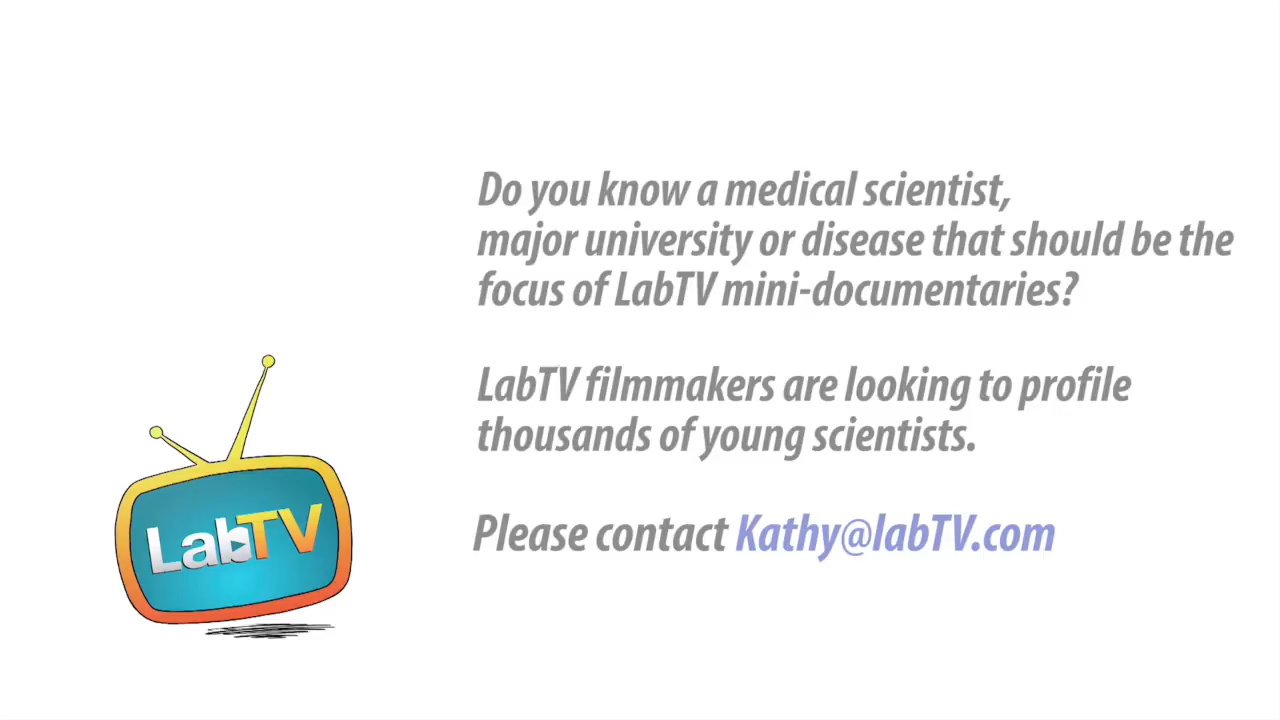 Do you know a medical scientist,
major university or disease that should be the
focus of LabTV mini-documentaries?
LabTV filmmakers are looking to profile
thousands of young scientists.
LabTV
Please contact Kathy@labTV.com